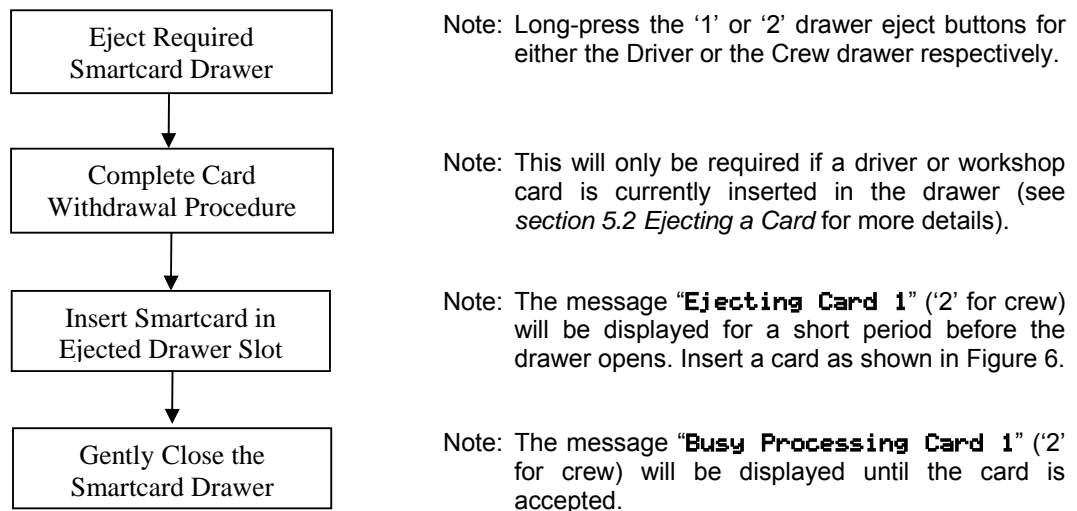 Eject Required
Smartcard Drawer
Note: Long-press the ‘1’ or ‘2’ drawer eject buttons for
either the Driver or the Crew drawer respectively.
Complete Card
Withdrawal Procedure
Note: This will only be required if a driver or workshop
card is currently inserted in the drawer (see
section 5.2 Ejecting a Card for more details).
Insert Smartcard in
Ejected Drawer Slot
Note: The message “Ejecting Card 1” (‘2’ for crew)
will be displayed for a short period before the
drawer opens. Insert a card as shown in Figure 6.
Gently Close the
Smartcard Drawer
Note: The message “Busy Processing Card 1” (‘2’
for crew) will be displayed until the card is
accepted.